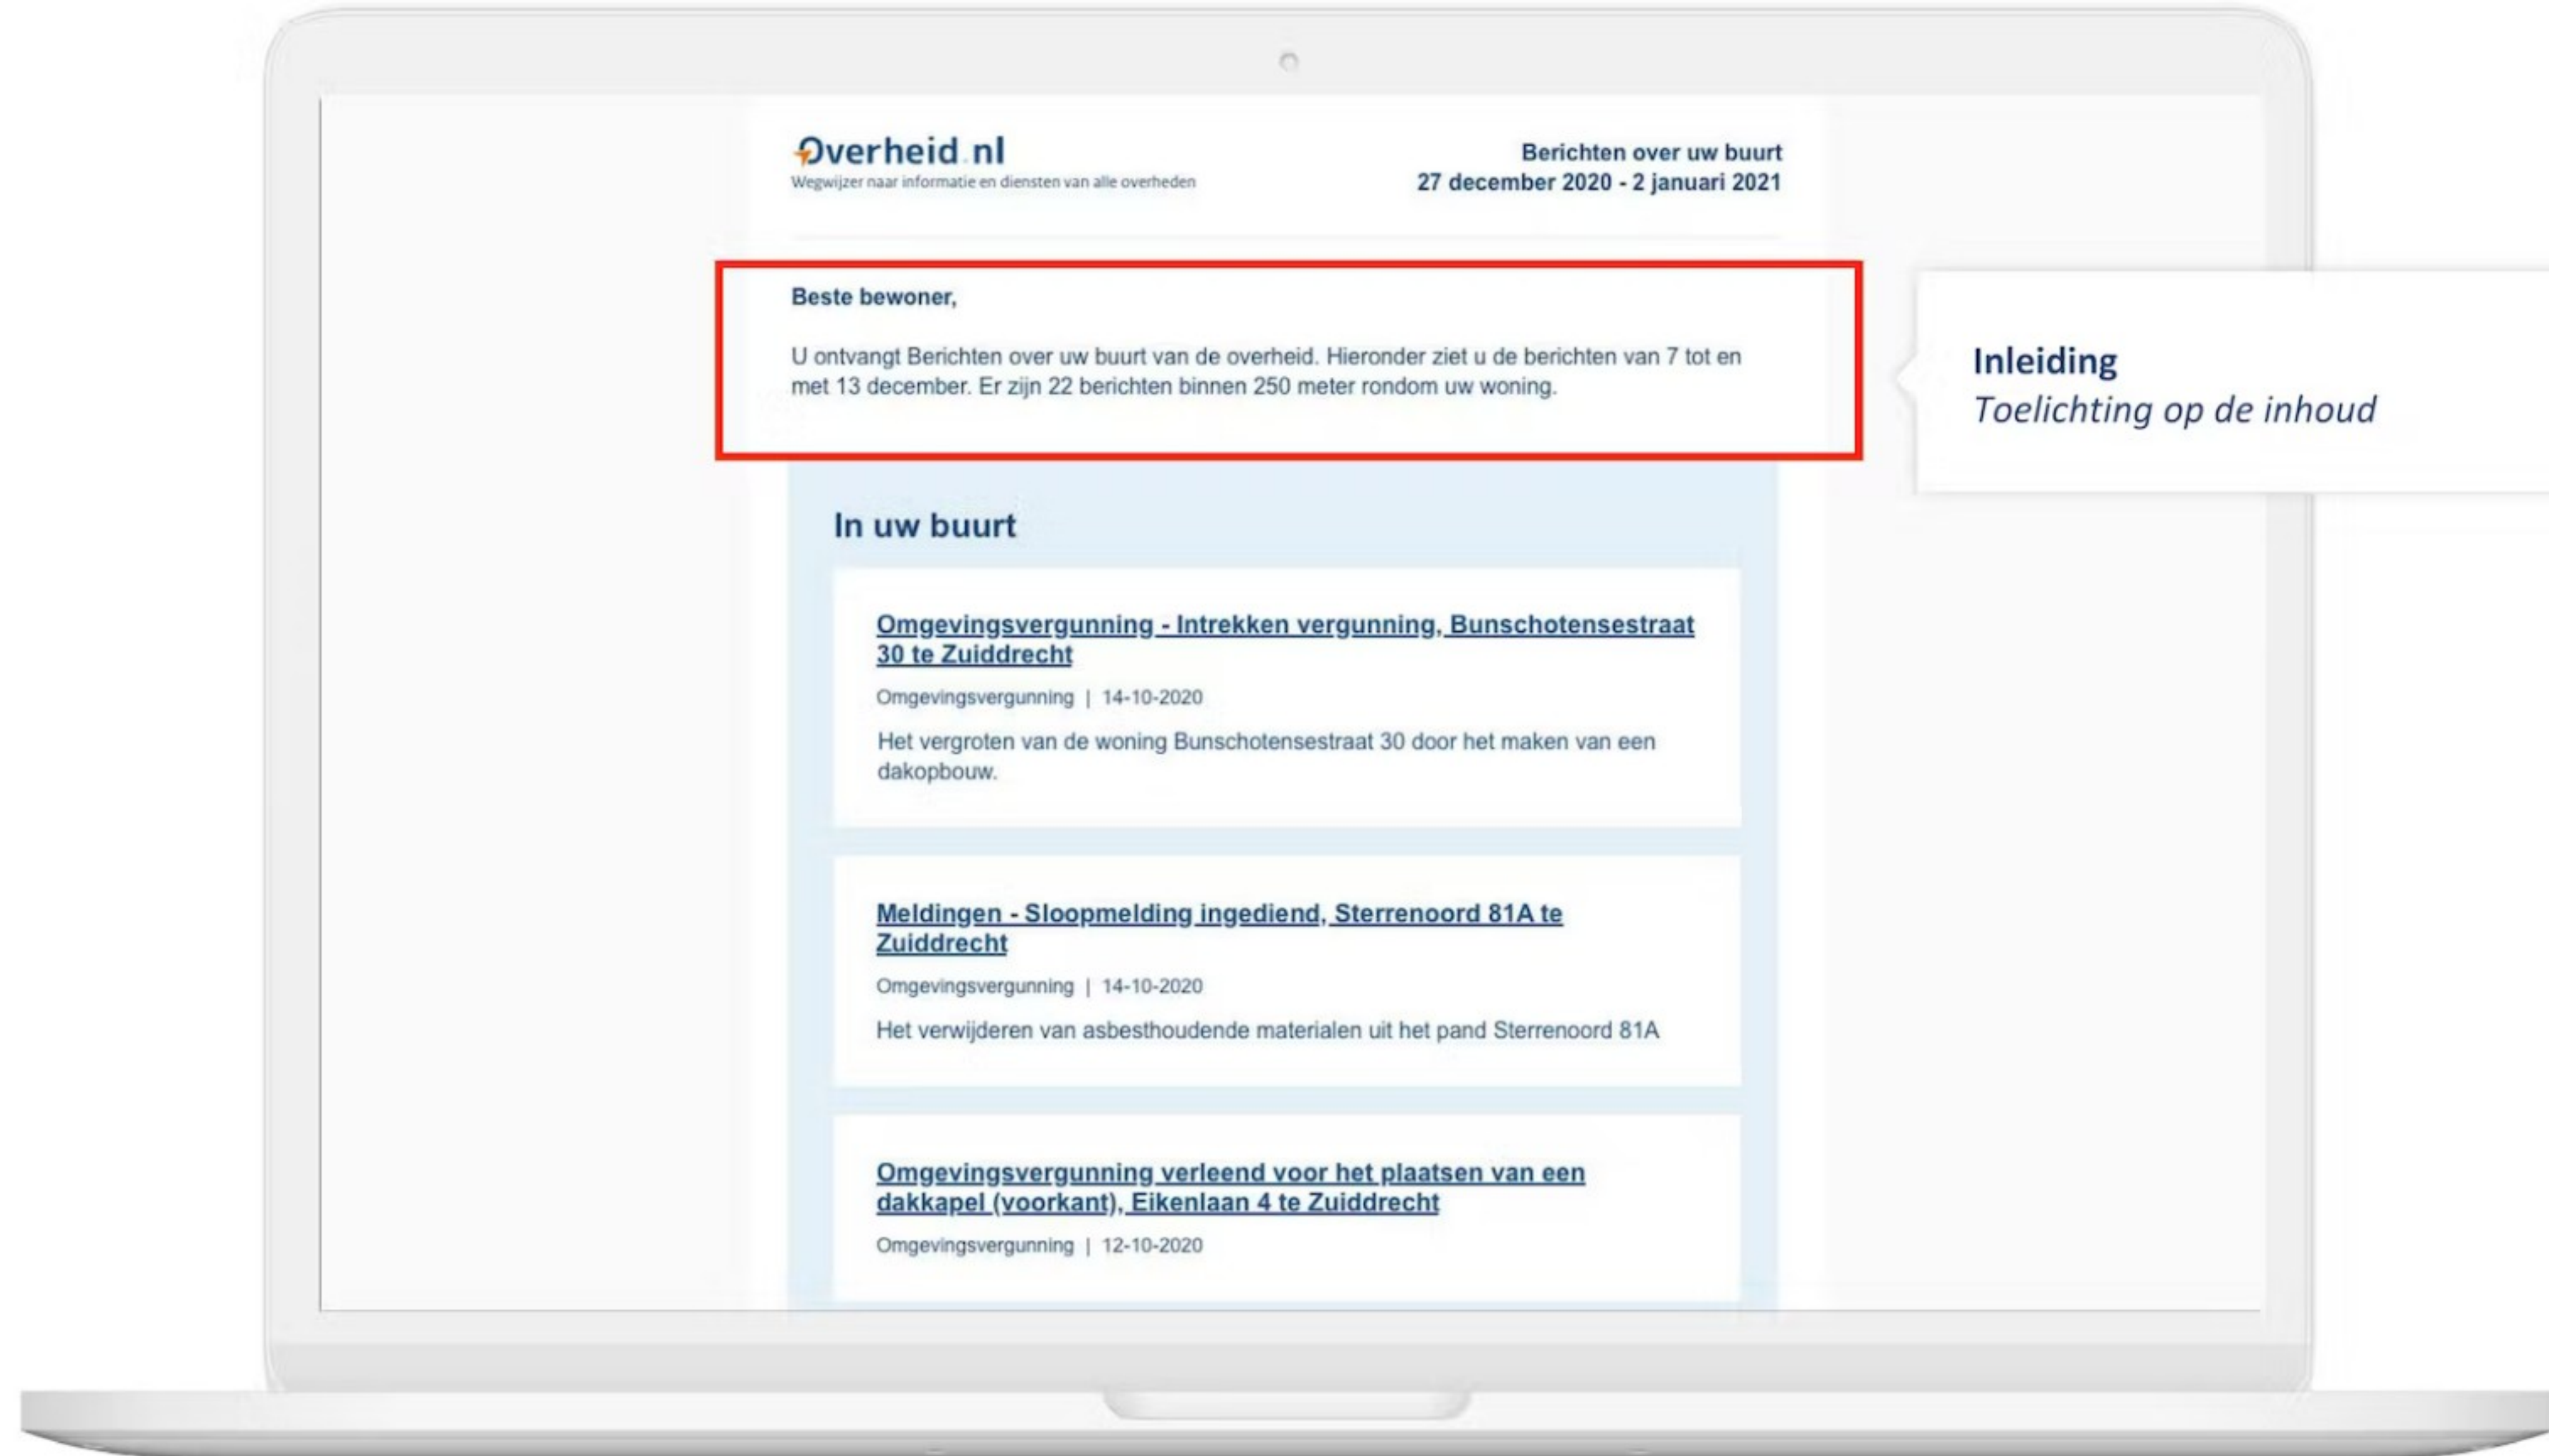 Overheid.nl
Wegwijzer naar informatie en diensten van alle overheden
Berichten over uw buurt
27 december 2020 - 2 januari 2021
Beste bewoner,
U ontvangt Berichten over uw buurt van de overheid. Hieronder ziet u de berichten van 7 tot en
met 13 december. Er zijn 22 berichten binnen 250 meter rondom uw woning.
Inleiding
Toelichting op de inhoud
In uw buurt
Omgevingsvergunning - Intrekken vergunning, Bunschotensestraat
30 te Zuiddrecht
Omgevingsvergunning | 14-10-2020
Het vergroten van de woning Bunschotensestraat 30 door het maken van een
dakopbouw.
Meldingen - Sloopmelding ingediend, Sterrenoord 81A te
Zuiddrecht
Omgevingsvergunning | 14-10-2020
Het verwijderen van asbesthoudende materialen uit het pand Sterrenoord 81A
Omgevingsvergunning verleend voor het plaatsen van een
dakkapel (voorkant), Eikenlaan 4 te Zuiddrecht
Omgevingsvergunning | 12-10-2020